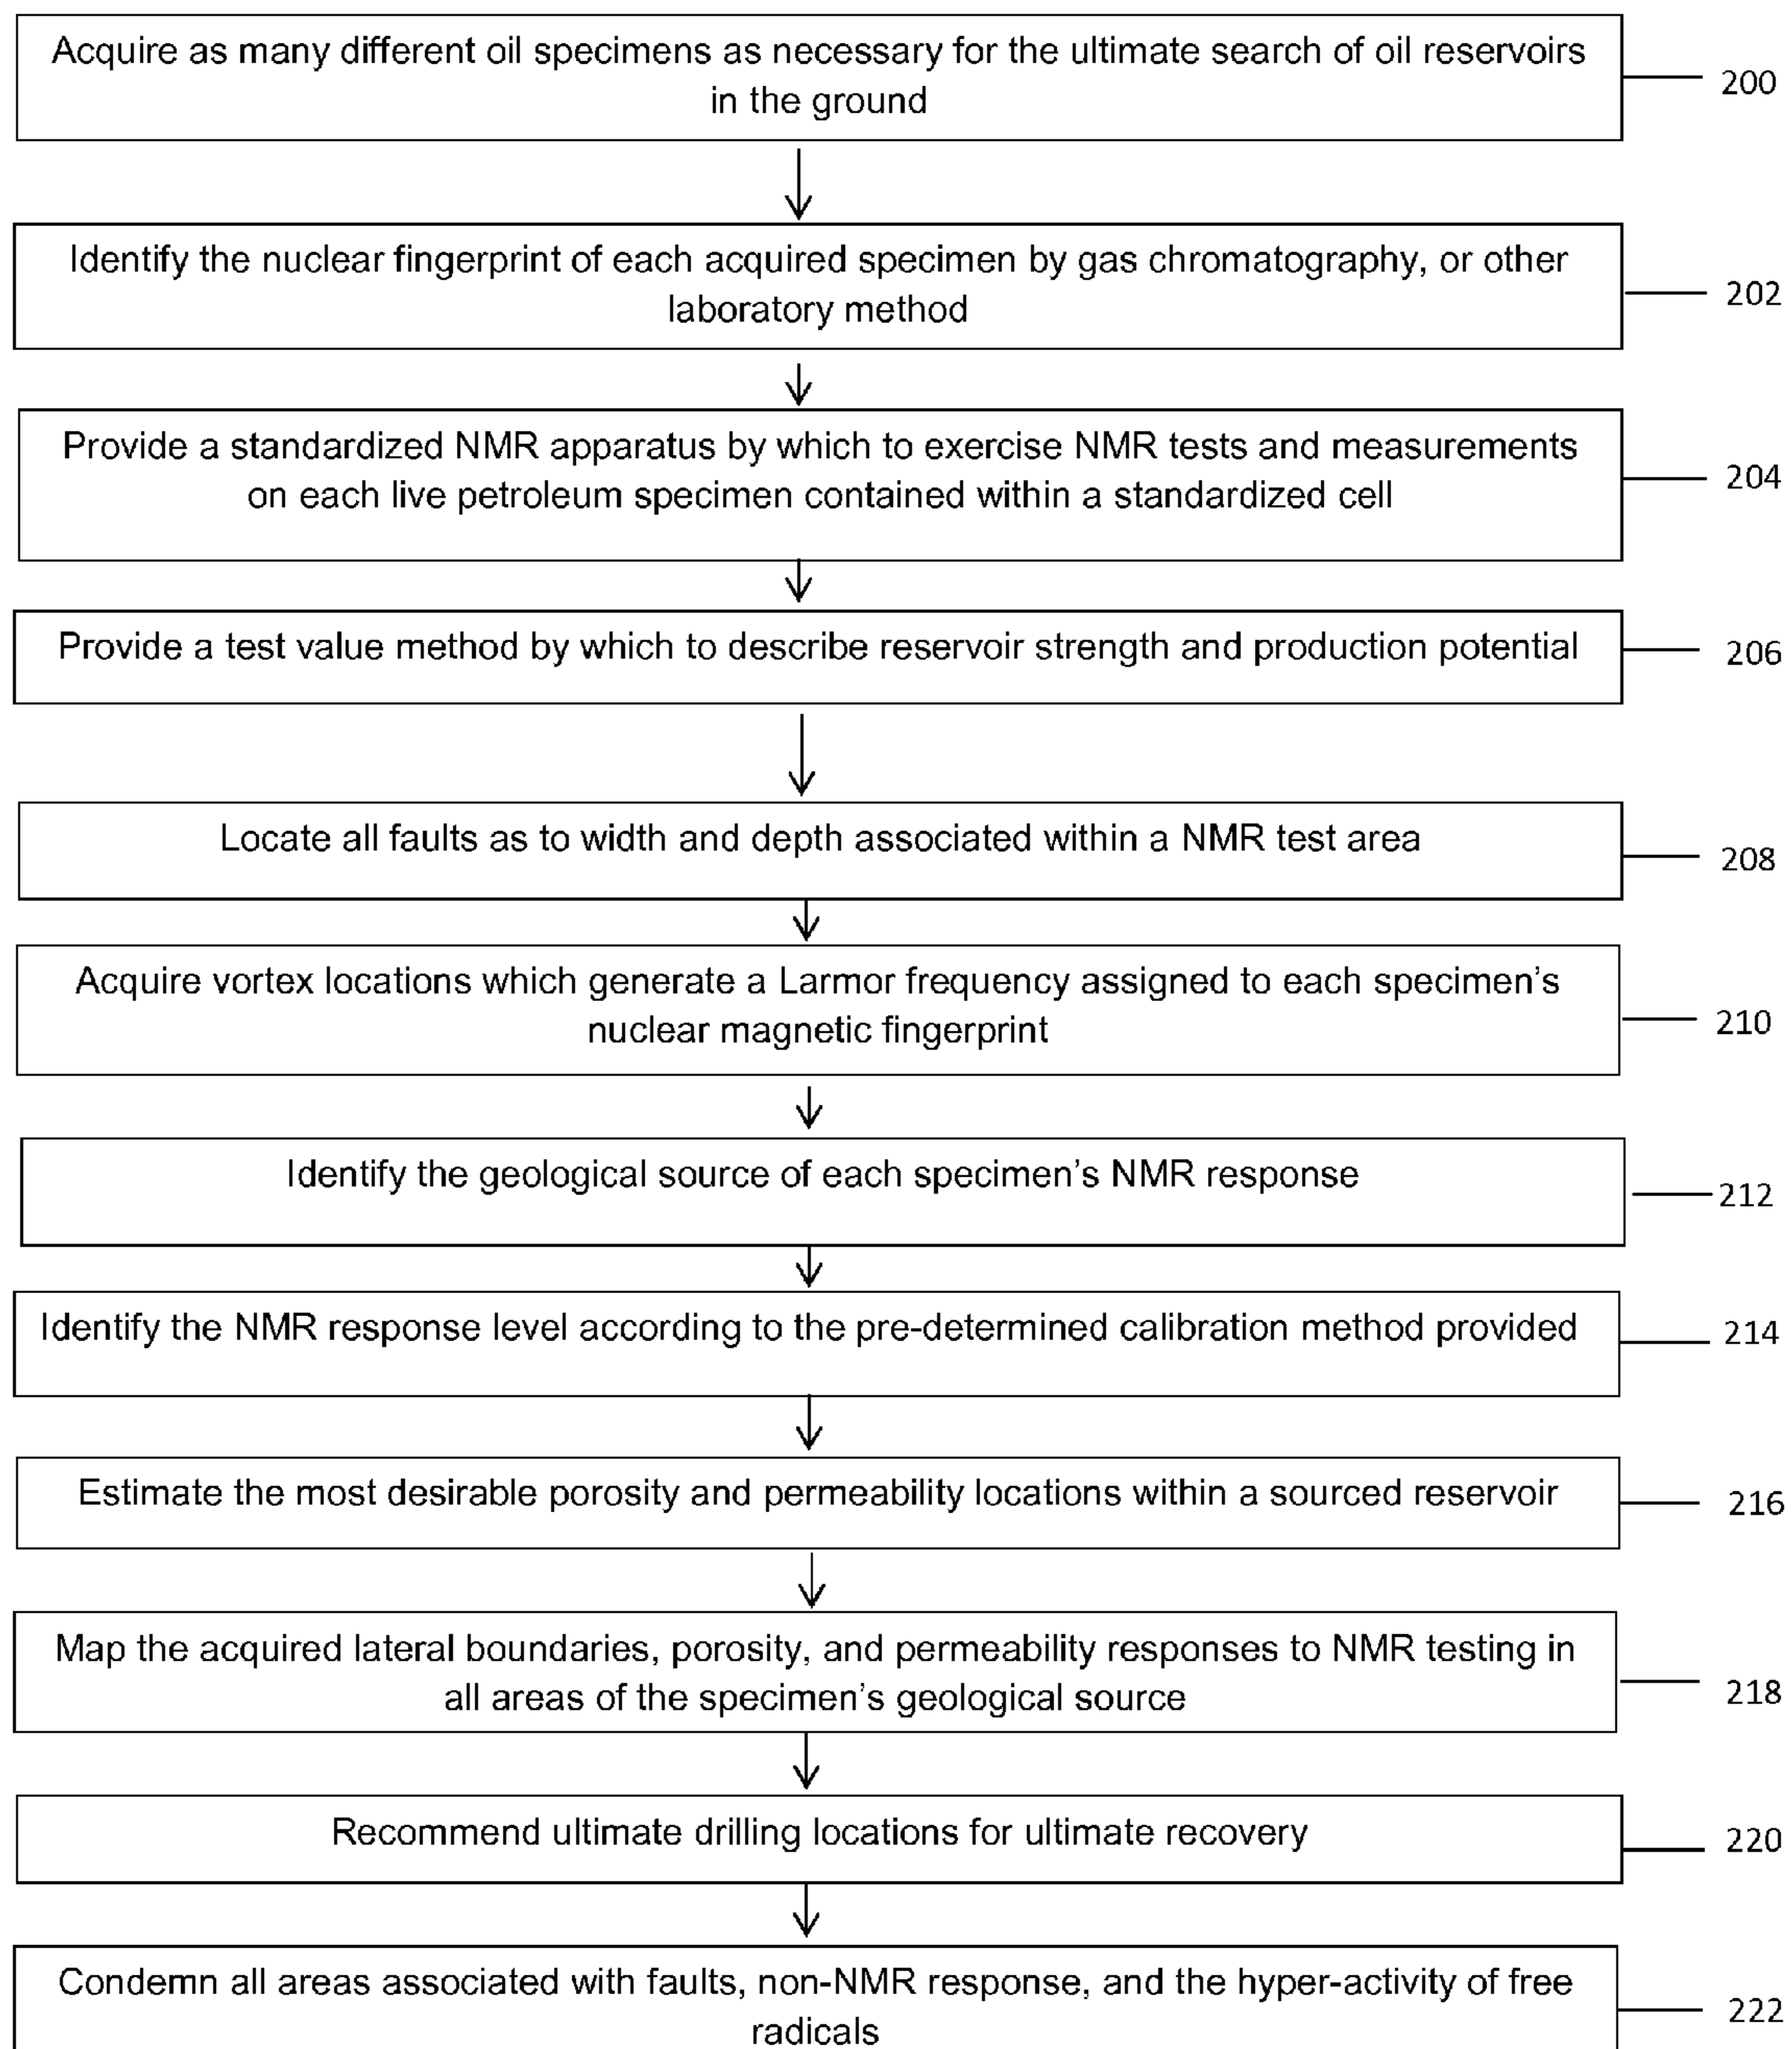 Acquire as many different oil specimens as necessary for the ultimate search of oil reservoirs
in the ground
200
Identify the nuclear fingerprint of each acquired specimen by gas chromatography, or other
laboratory method
202
Provide a standardized NMR apparatus by which to exercise NMR tests and measurements
on each live petroleum specimen contained within a standardized cell
204
Provide a test value method by which to describe reservoir strength and production potential
206
Locate all faults as to width and depth associated within a NMR test area
208
Acquire vortex locations which generate a Larmor frequency assigned to each specimen’s
nuclear magnetic fingerprint
210
Identify the geological source of each specimen’s NMR response
212
Identify the NMR response level according to the pre-determined calibration method provided
214
Estimate the most desirable porosity and permeability locations within a sourced reservoir
216
Map the acquired lateral boundaries, porosity, and permeability responses to NMR testing in
all areas of the specimen’s geological source
218
Recommend ultimate drilling locations for ultimate recovery
220
Condemn all areas associated with faults, non-NMR response, and the hyper-activity of free
radicals
222